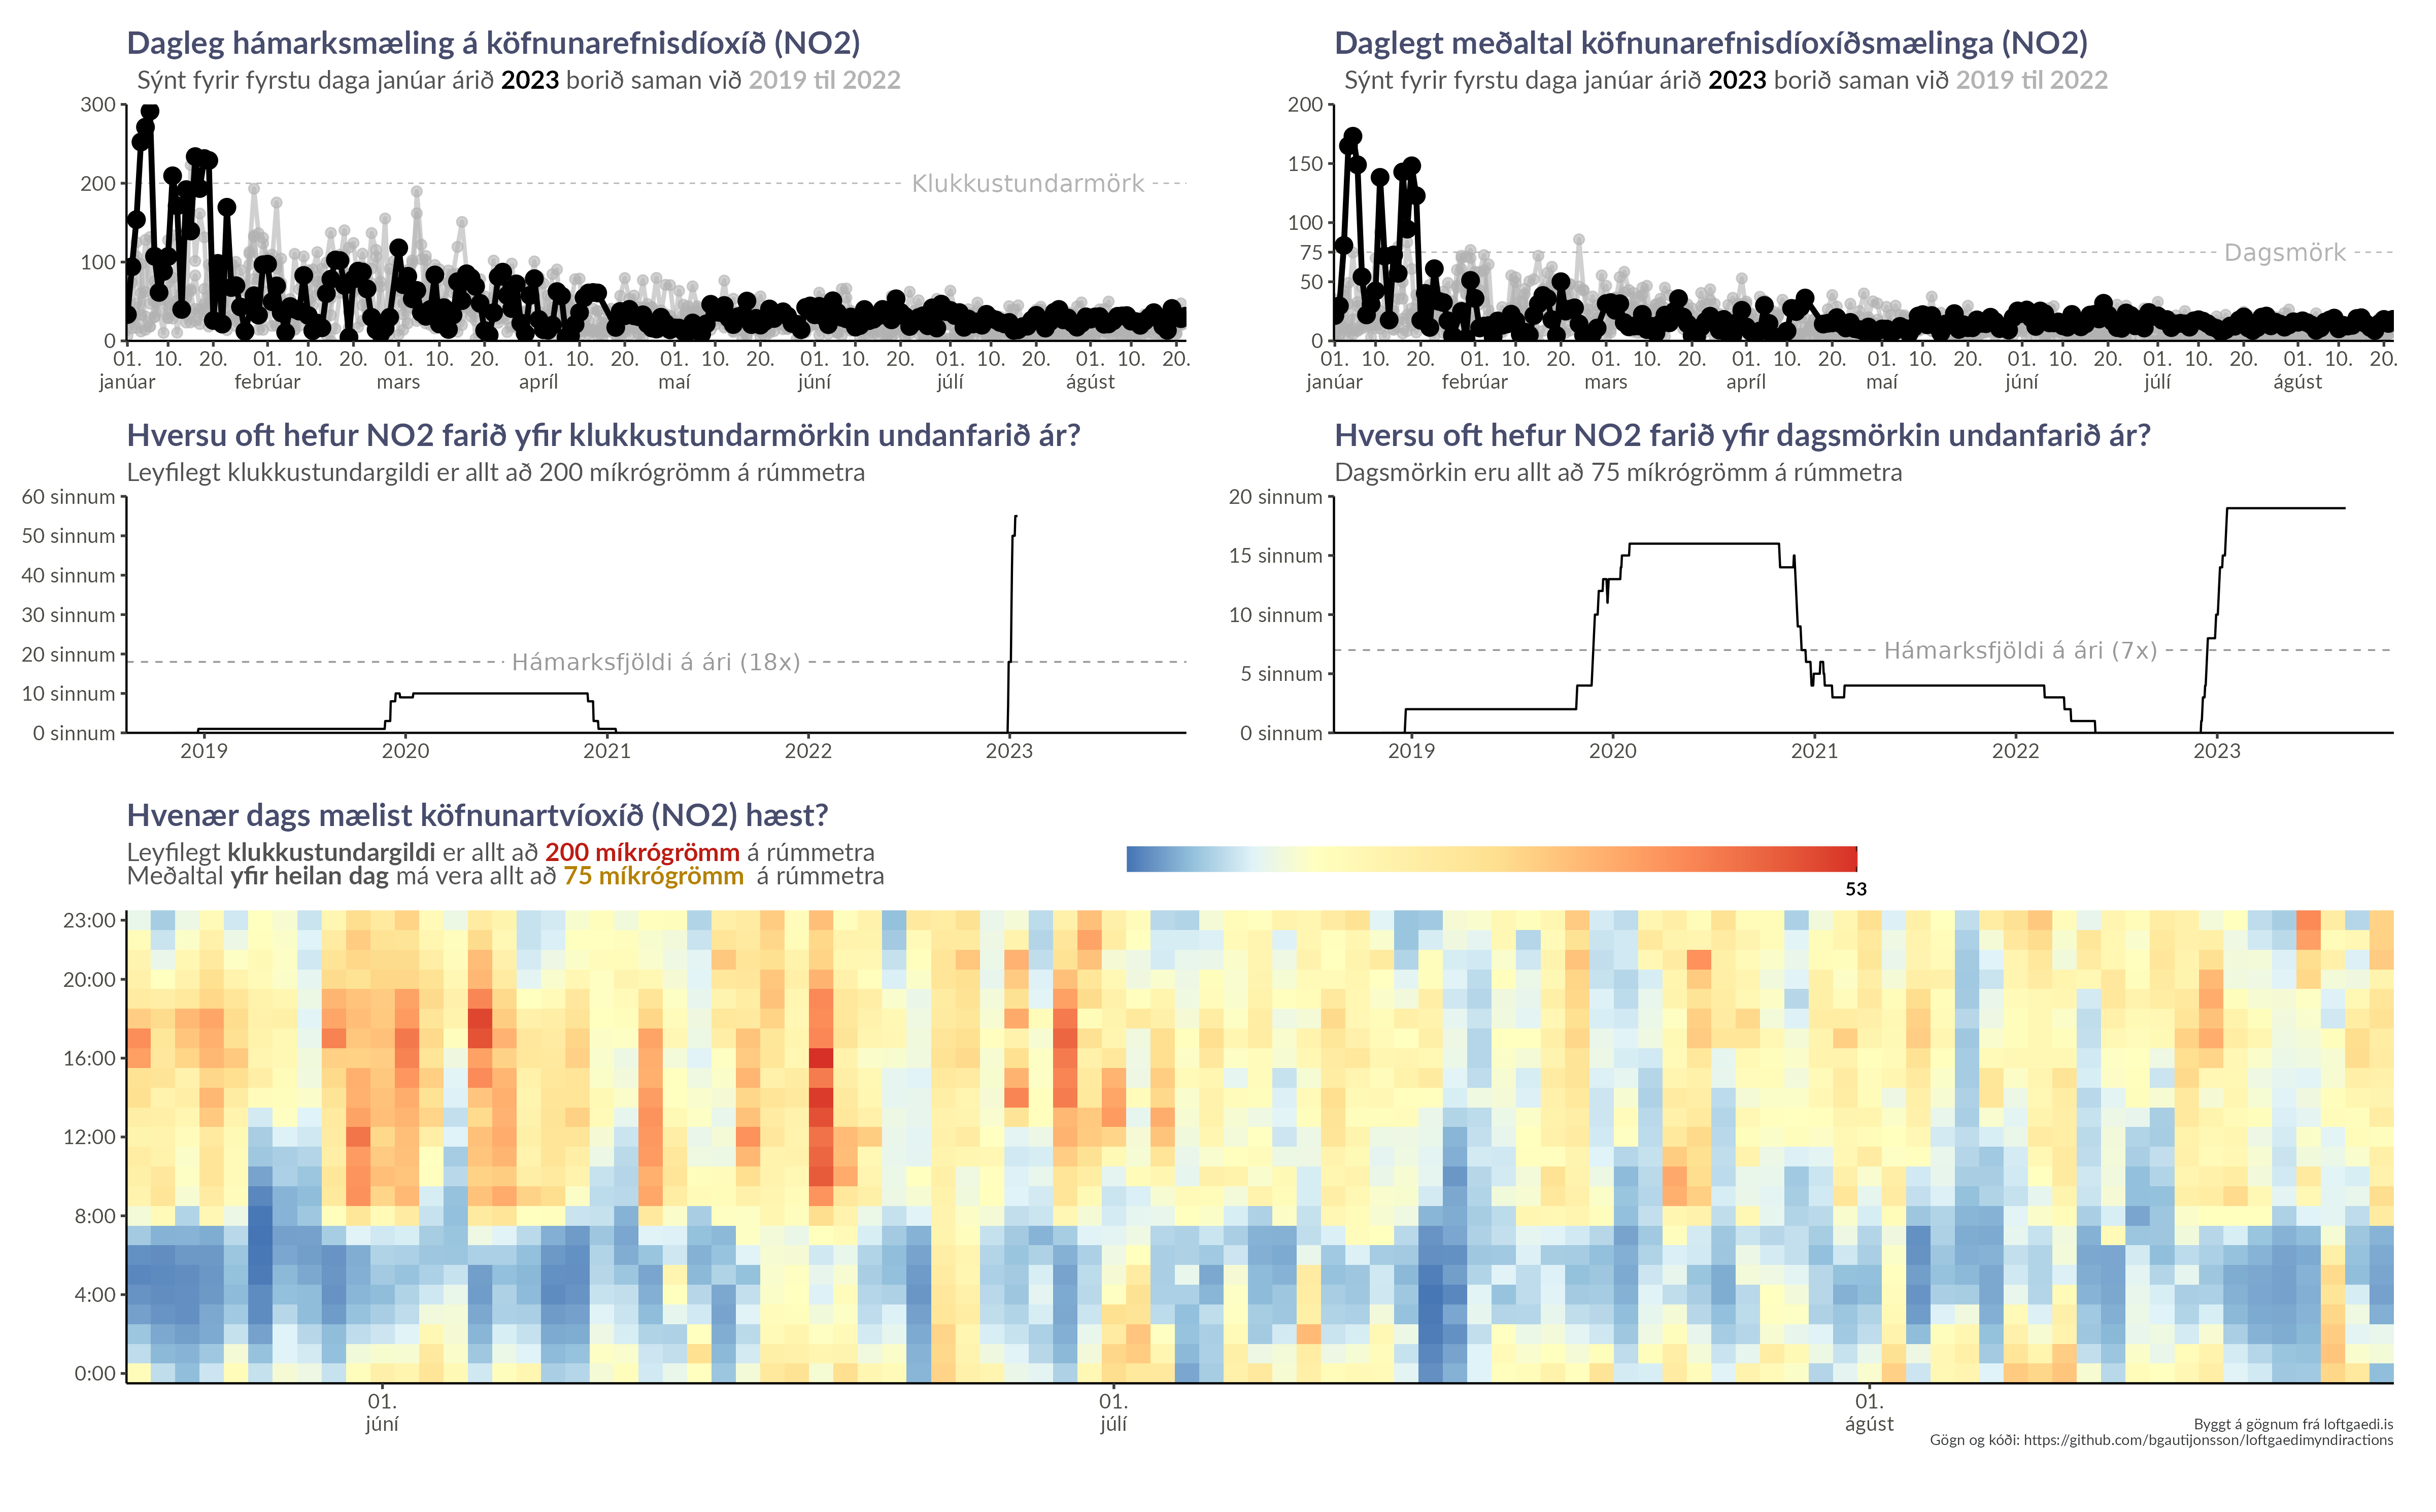 Dagleg hámarksmæling á köfnunarefnisdíoxíð (NO2)
Sýnt fyrir fyrstu daga janúar árið 2023 borið saman við 2019 til 2022
300
200
100
0
Klukkustundarmörk
01. 10. 20. 01. 10. 20. 01. 10. 20. 01. 10. 20. 01. 10. 20. 01. 10. 20. 01. 10. 20. 01. 10. 20.
janúar febrúar mars apríl maí júní júlí ágúst
Daglegt meðaltal köfnunarefnisdíoxíðsmælinga (NO2)
Sýnt fyrir fyrstu daga janúar árið 2023 borið saman við 2019 til 2022
200
150
100
75
50
0
Dagsmörk
01. 10. 20. 01. 10. 20. 01. 10. 20. 01. 10. 20. 01. 10. 20. 01. 10. 20. 01. 10. 20. 01. 10. 20.
janúar febrúar mars apríl maí júní júlí ágúst
Hversu oft hefur NO2 farið yfir klukkustundarmörkin undanfarið ár?
Leyfilegt klukkustundargildi er allt að 200 míkrógrömm á rúmmetra
60 sinnum
50 sinnum
40 sinnum
30 sinnum
20 sinnum
10 sinnum
0 sinnum
Hámarksfjöldi á ári (18x)
2019 2020 2021 2022 2023
Hversu oft hefur NO2 farið yfir dagsmörkin undanfarið ár?
Dagsmörkin eru allt að 75 míkrógrömm á rúmmetra
20 sinnum
15 sinnum
10 sinnum
5 sinnum
0 sinnum
Hámarksfjöldi á ári (7x)
2019 2020 2021 2022 2023
Hvenær dags mælist köfnunartvíoxíð (NO2) hæst?
Leyfilegt klukkustundargildi er allt að 200 míkrógrömm á rúmmetra
Meðaltal yfir heilan dag má vera allt að 75 míkrógrömm á rúmmetra
53
23:00
20:00
16:00
12:00
8:00
4:00
0:00
01. 01. 01.
júní júlí ágúst
Byggt á gögnum frá loftgaedi.is
Gögn og kóði: https://github.com/bgautijonsson/loftgaedimyndiractions